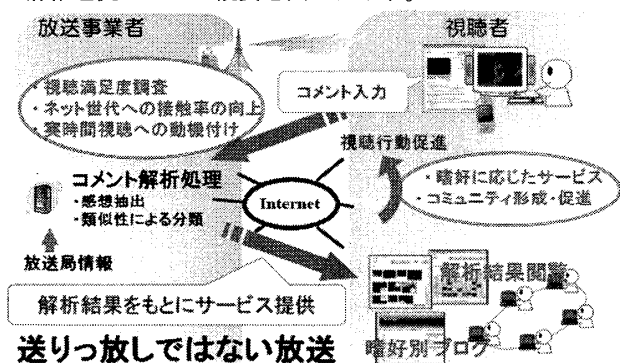 放送事業者
視聴者
・視聴満足度調査
・ネット世代への接触率の向上
・実時間視聴への動機付け
コメント入力
視聴行動促進
コメント解析処理
・感想抽出
・類似性による分類
Internet
・嗜好に応じたサービス
・コミュニティ形成・促進
放送局情報
解析結果閲覧
解析結果をもとにサービス提供
嗜好別ブログ
送りっ放しではない放送